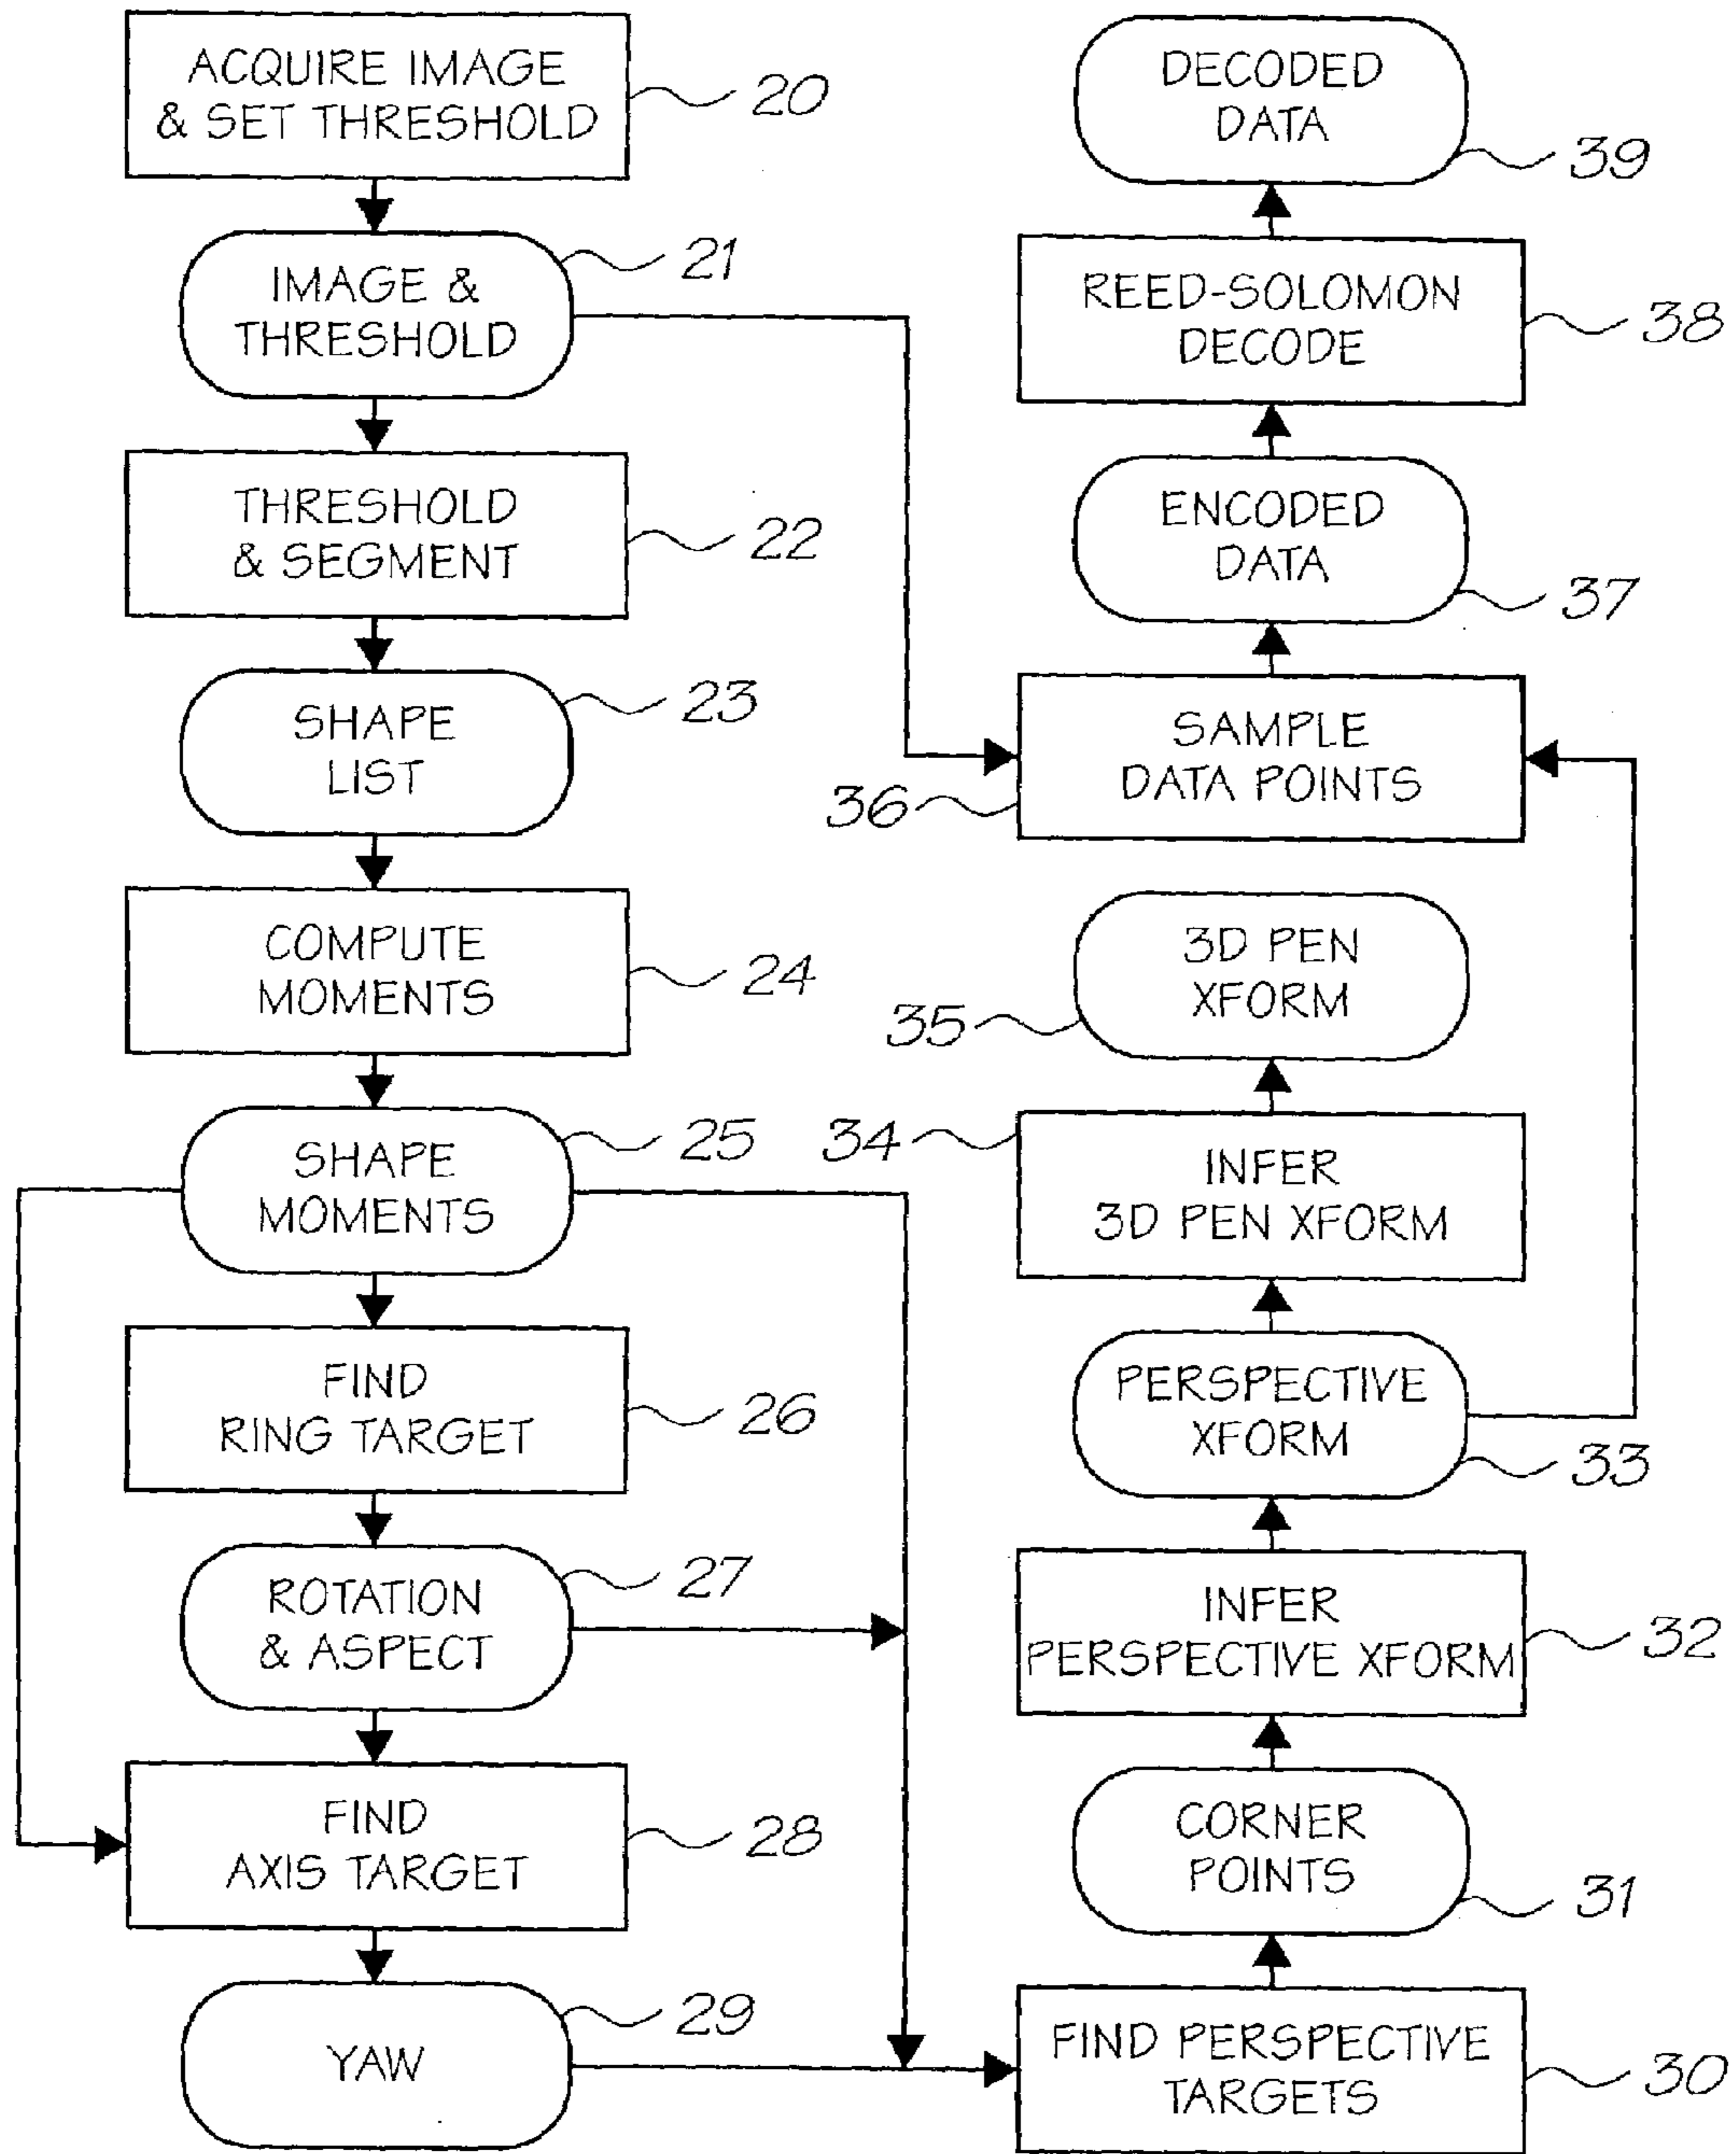 ACQUIRE IMAGE
& SET THRESHOLD
20
IMAGE &
THRESHOLD
21
THRESHOLD
& SEGMENT
22
SHAPE
LIST
23
COMPUTE
MOMENTS
24
SHAPE
MOMENTS
25
FIND
RING TARGET
26
ROTATION
& ASPECT
27
FIND
AXIS TARGET
28
YAW
29
DECODED
DATA
39
REED-SOLOMON
DECODE
38
ENCODED
DATA
37
SAMPLE
DATA POINTS
36
3D PEN
XFORM
35
34
INFER
3D PEN XFORM
PERSPECTIVE
XFORM
33
INFER
PERSPECTIVE XFORM
32
CORNER
POINTS
31
FIND PERSPECTIVE
TARGETS
30